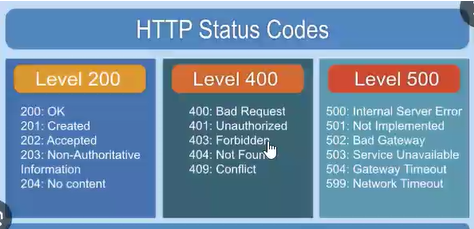 HTTP Status Codes
Level 200
200: OK
201: Created
202: Accepted
203: Non-Authoritative
Information
204: No content
Level 400
400: Bad Request
401: Unauthorized
403: Forbidden
404: Not Found
409: Conflict
Level 500
500: Internal Server Error
501: Not Implemented
502: Bad Gateway
503: Service Unavailable
504: Gateway Timeout
599: Network Timeout